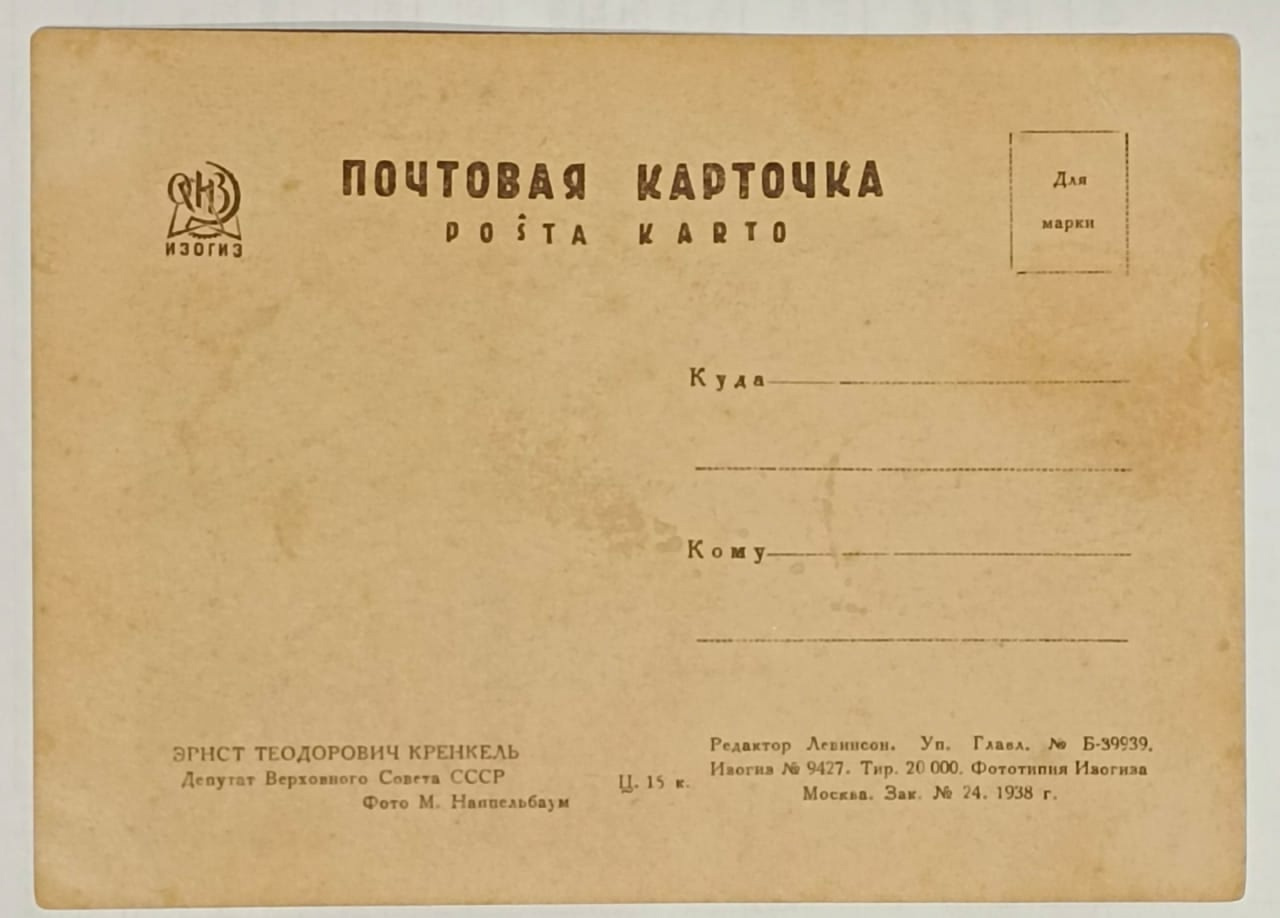 ИЗОГИЗ
ПОЧТОВАЯ КАРТОЧКА
POŜTA KARTO
Для
марки
Куда
Кому
ЭРНСТ ТЕОДОРОВИЧ КРЕНКЕЛЬ
Депутат Верховного Совета СССР
Фото М. Наппельбаум
Ц. 15 к.
Редактор Левинсон. Уп. Главл. № Б-39939.
Изогиз № 9427. Тир. 20 000. Фототипия Изогиза
Москва. Зак. № 24. 1938 г.